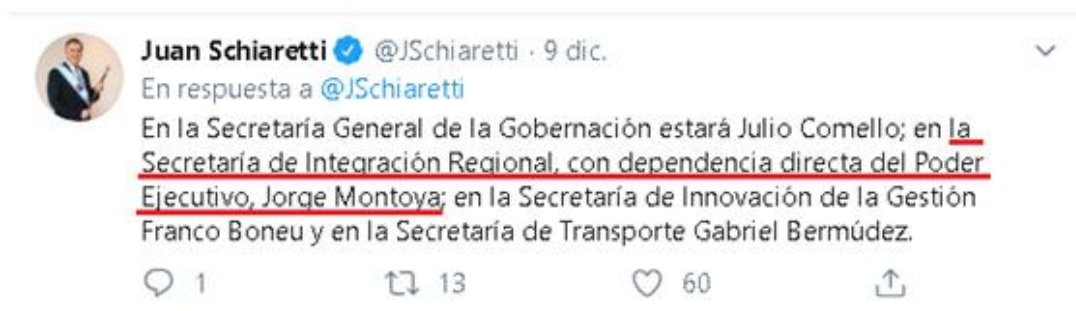 Juan Schiaretti @JSchiaretti · 9 dic.
En respuesta a @JSchiaretti
En la Secretaría General de la Gobernación estará Julio Comello; en la
Secretaría de Integración Regional, con dependencia directa del Poder
Ejecutivo, Jorge Montoya; en la Secretaría de Innovación de la Gestión
Franco Boneu y en la Secretaría de Transporte Gabriel Bermúdez.
1 13 60